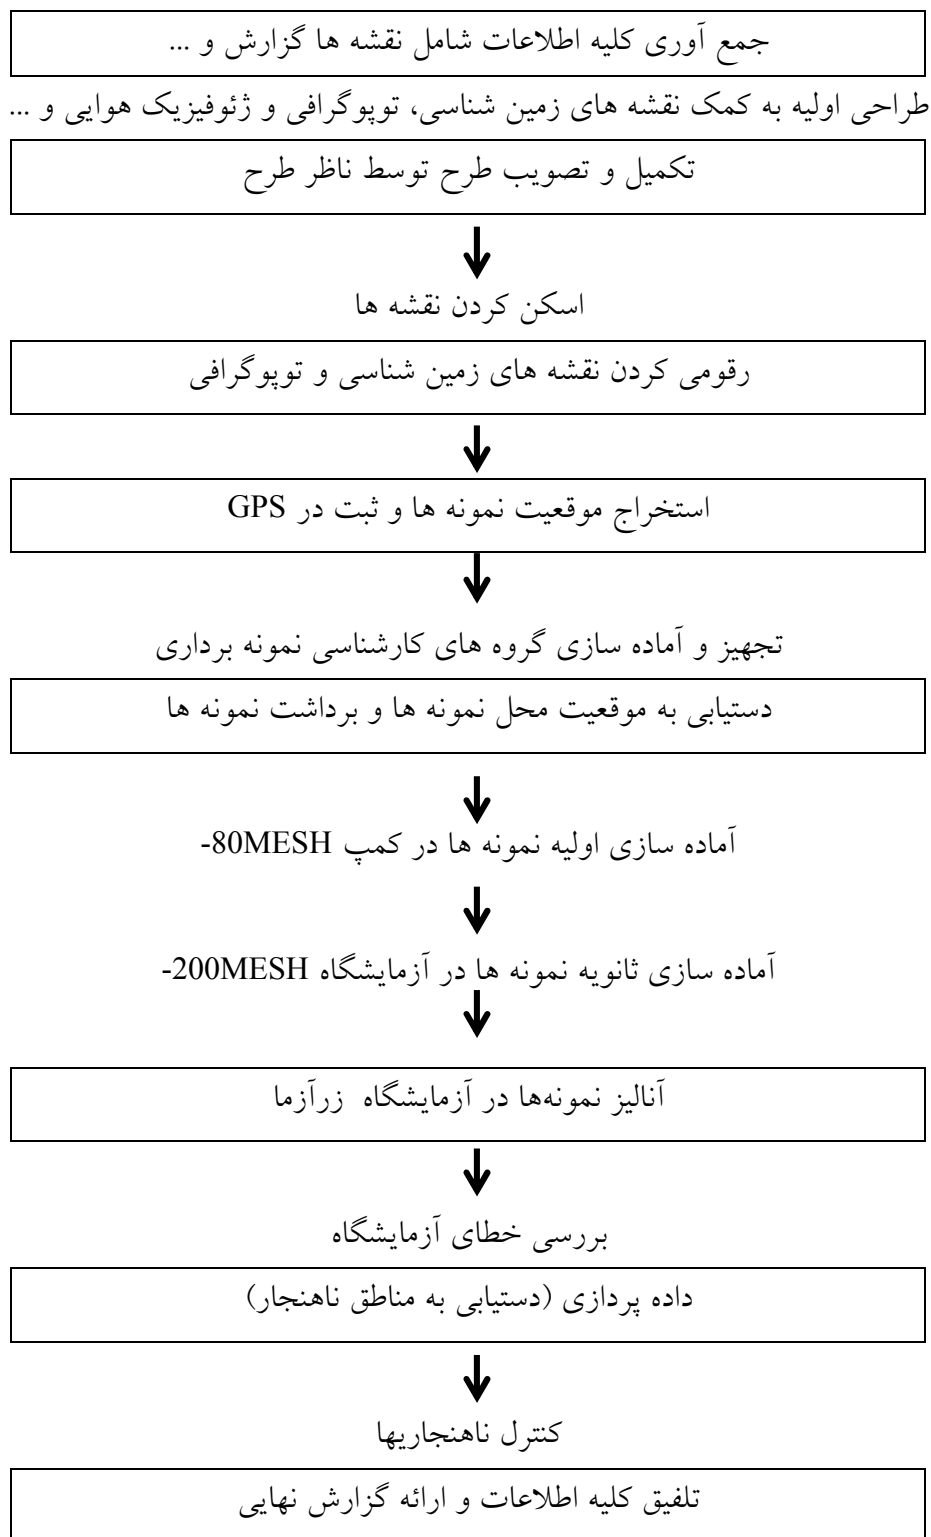 جمع آوری کلیه اطلاعات شامل نقشه ها گزارش و ...
طراحی اولیه به کمک نقشه های زمین شناسی، توپوگرافی و ژئوفیزیک هوایی و ...
تکمیل و تصویب طرح توسط ناظر طرح
اسکن کردن نقشه ها
رقومی کردن نقشه های زمین شناسی و توپوگرافی
استخراج موقعیت نمونه ها و ثبت در GPS
تجهیز و آماده سازی گروه های کارشناسی نمونه برداری
دستیابی به موقعیت محل نمونه ها و برداشت نمونه ها
آماده سازی اولیه نمونه ها در کمپ 80MESH-
آماده سازی ثانویه نمونه ها در آزمایشگاه 200MESH-
آنالیز نمونه‌ها در آزمایشگاه زرآزما
بررسی خطای آزمایشگاه
داده پردازی (دستیابی به مناطق ناهنجار)
کنترل ناهنجاریها
تلفیق کلیه اطلاعات و ارائه گزارش نهایی